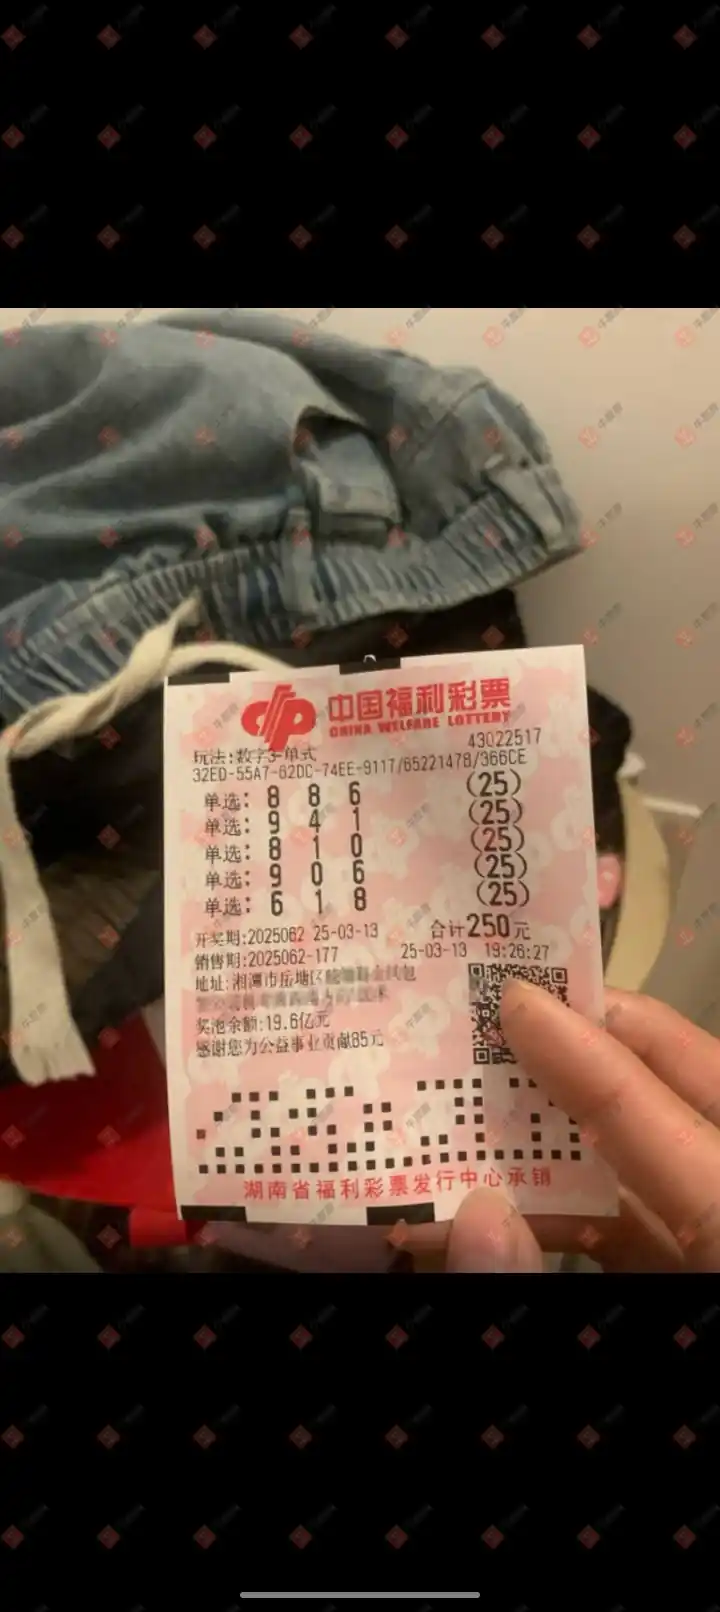 中国福利彩票
CHINA WELFARE LOTTERY
43022517
玩法:数字3-单式
32ED-55A7-62DC-74EE-9117/65221478/366CE
单选: 8 8 6 (25)
单选: 9 4 1 (25)
单选: 8 1 0 (25)
单选: 9 0 6 (25)
单选: 6 1 8 (25)
开奖期:2025062 25-03-13 合计250元
销售期:2025062-177 25-03-13 19:26:27
地址:湘潭市岳塘区
奖池余额:19.6亿元
感谢您为公益事业贡献85元
湖南省福利彩票发行中心承销